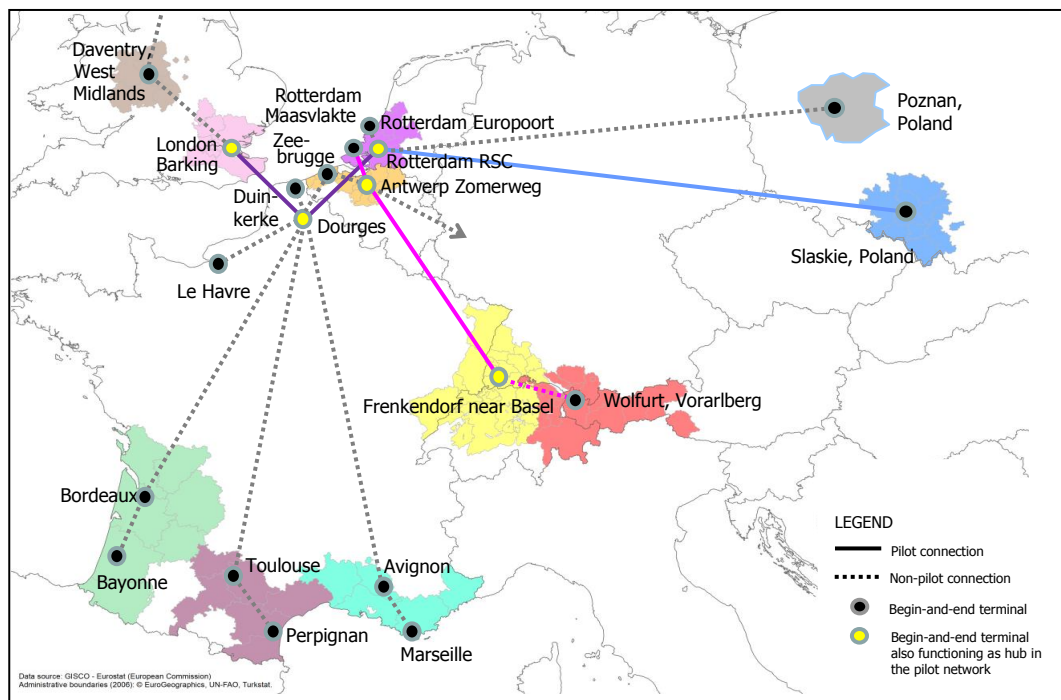 Daventry,
West
Midlands
Rotterdam
Maasvlakte
Rotterdam Europoort
Poznan,
Poland
London
Barking
Zee-
brugge
Rotterdam RSC
Antwerp Zomerweg
Duin-
kerke
Dourges
Slaskie, Poland
Le Havre
Frenkendorf near Basel
Wolfurt, Vorarlberg
Bordeaux
Bayonne
Toulouse
Avignon
Perpignan
Marseille
LEGEND
Pilot connection
Non-pilot connection
Begin-and-end terminal
Begin-and-end terminal
also functioning as hub in
the pilot network
Data source: GISCO - Eurostat (European Commission)
Administrative boundaries (2006): © EuroGeographics, UN-FAO, Turkstat.